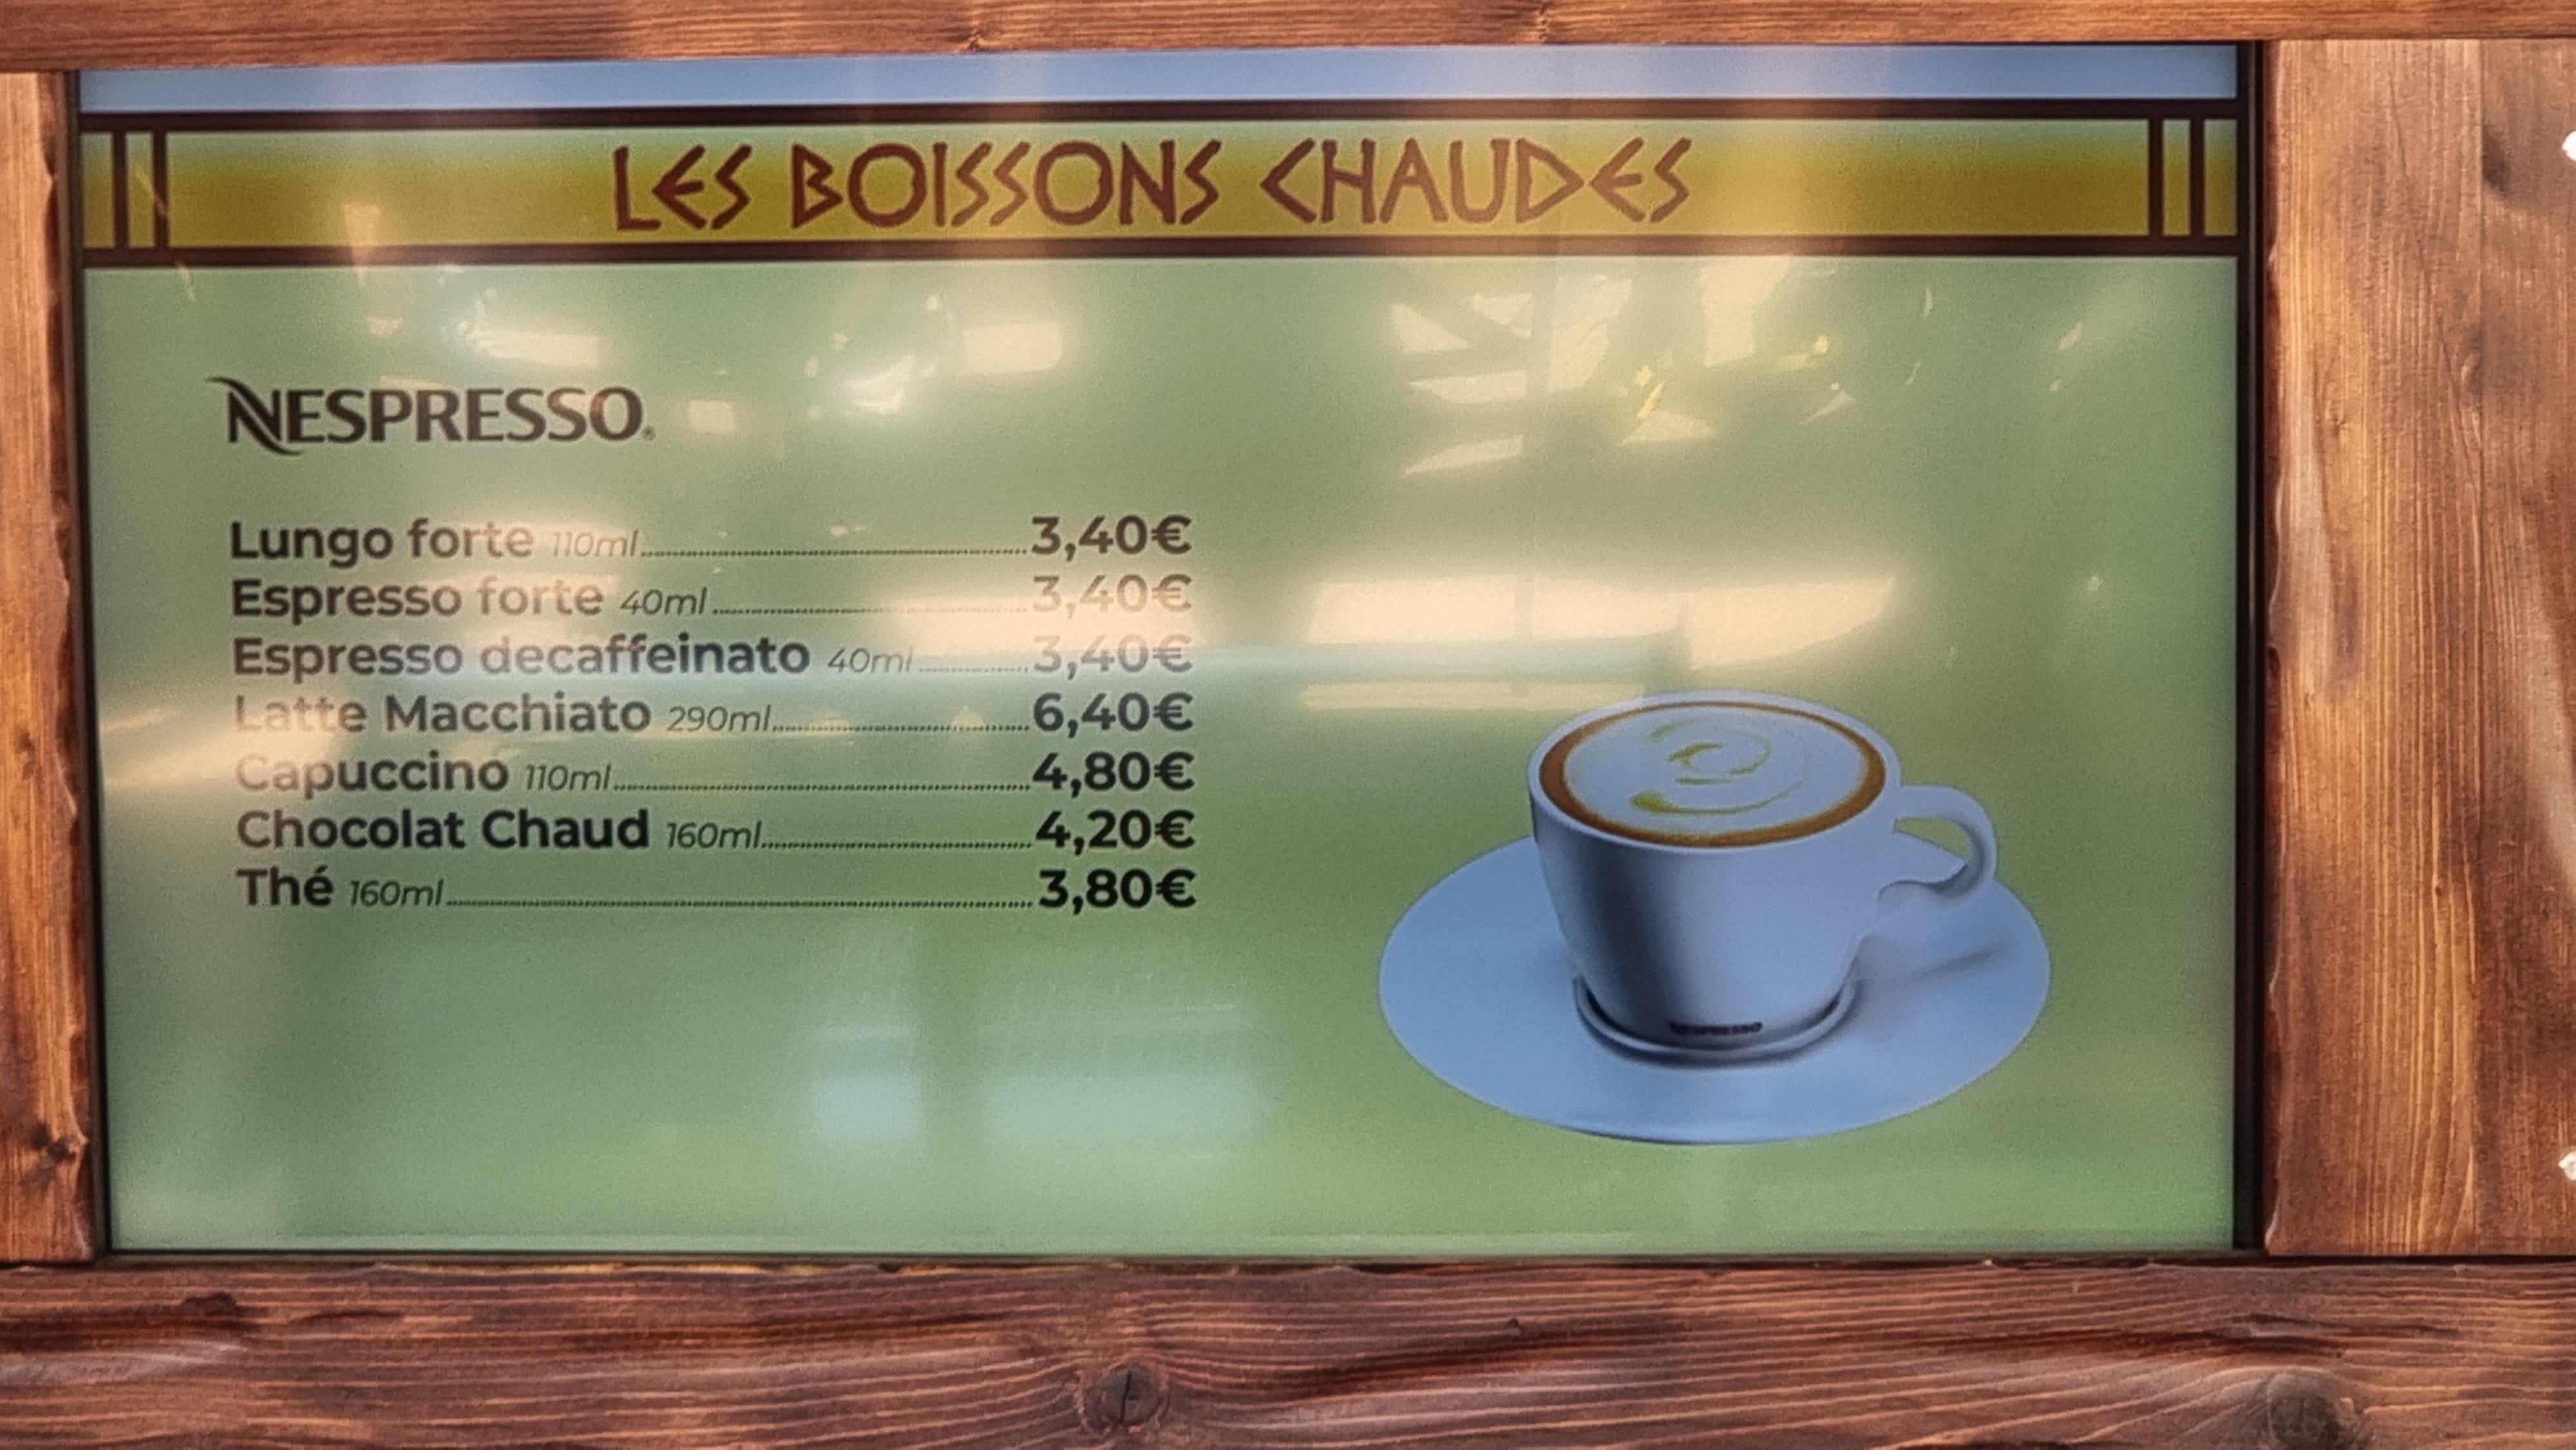 LES BOISSONS CHAUDES
NESPRESSO.
Lungo forte 110ml 3,40€
Espresso forte 40ml 3,40€
Espresso decaffeinato 40ml 3,40€
Latte Macchiato 290ml 6,40€
Capuccino 110ml 4,80€
Chocolat Chaud 160ml 4,20€
Thé 160ml 3,80€
NESPRESSO